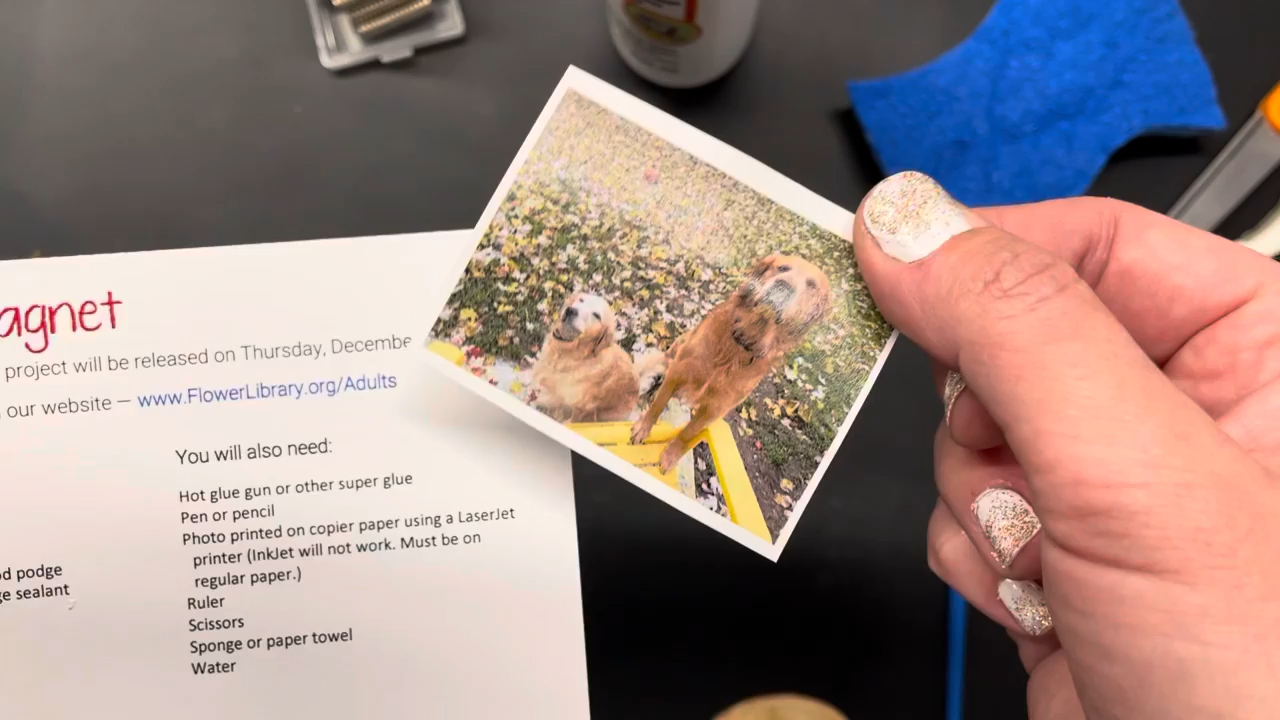 agnet
project will be released on Thursday, Decembe
our website – www.FlowerLibrary.org/Adults
You will also need:
Hot glue gun or other super glue
Pen or pencil
Photo printed on copier paper using a LaserJet
printer (InkJet will not work. Must be on
regular paper.)
Ruler
Scissors
Sponge or paper towel
Water
d podge
ge sealant